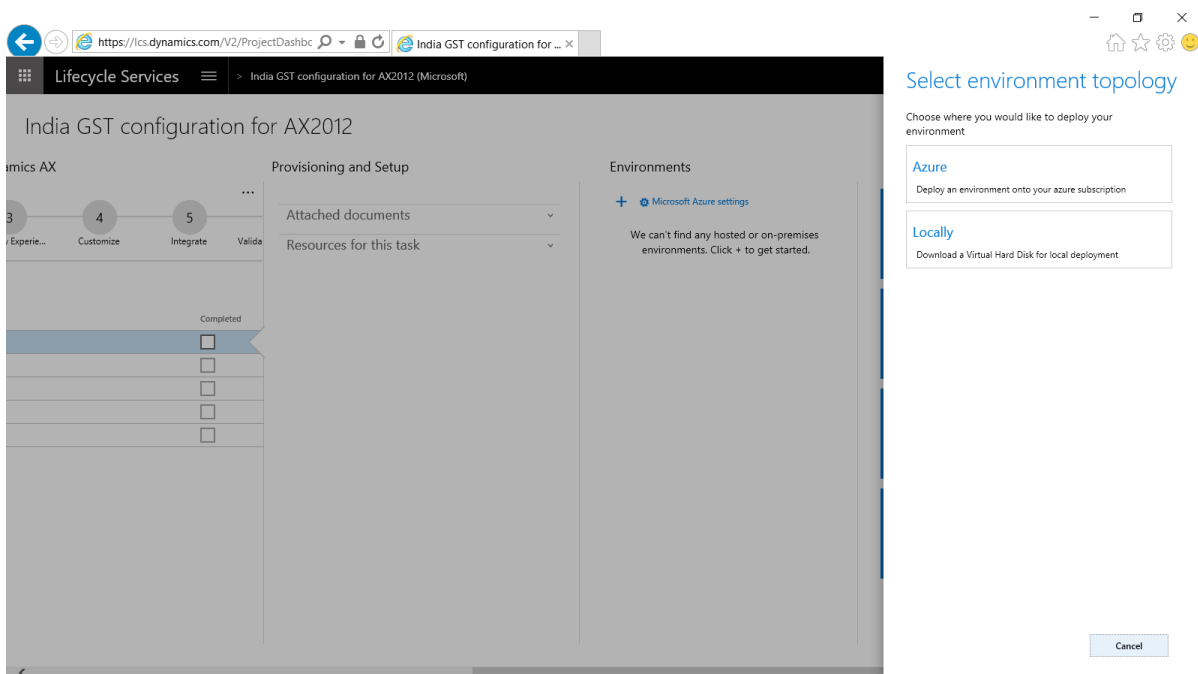 https://lcs.dynamics.com/V2/ProjectDashbc
India GST configuration for ...
Lifecycle Services
> India GST configuration for AX2012 (Microsoft)
India GST configuration for AX2012
amics AX
3
4
5
y Experie...
Customize
Integrate
Valida
Completed
Provisioning and Setup
Attached documents
Resources for this task
Environments
+
Microsoft Azure settings
We can't find any hosted or on-premises
environments. Click + to get started.
Select environment topology
Choose where you would like to deploy your
environment
Azure
Deploy an environment onto your azure subscription
Locally
Download a Virtual Hard Disk for local deployment
Cancel